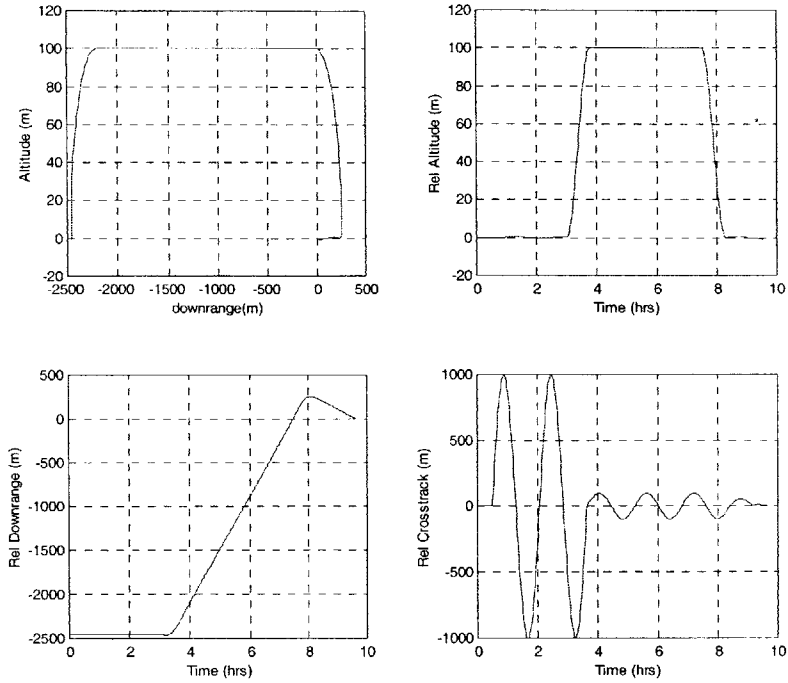 120
100
80
60
40
20
0
-20
Altitude (m)
-2500 -2000 -1500 -1000 -500 0 500
downrange(m)
120
100
80
60
40
20
0
-20
Rel Altitude (m)
0 2 4 6 8 10
Time (hrs)
500
0
-500
-1000
-1500
-2000
-2500
Rel Downrange (m)
0 2 4 6 8 10
Time (hrs)
1000
500
0
-500
-1000
Rel Crosstrack (m)
0 2 4 6 8 10
Time (hrs)